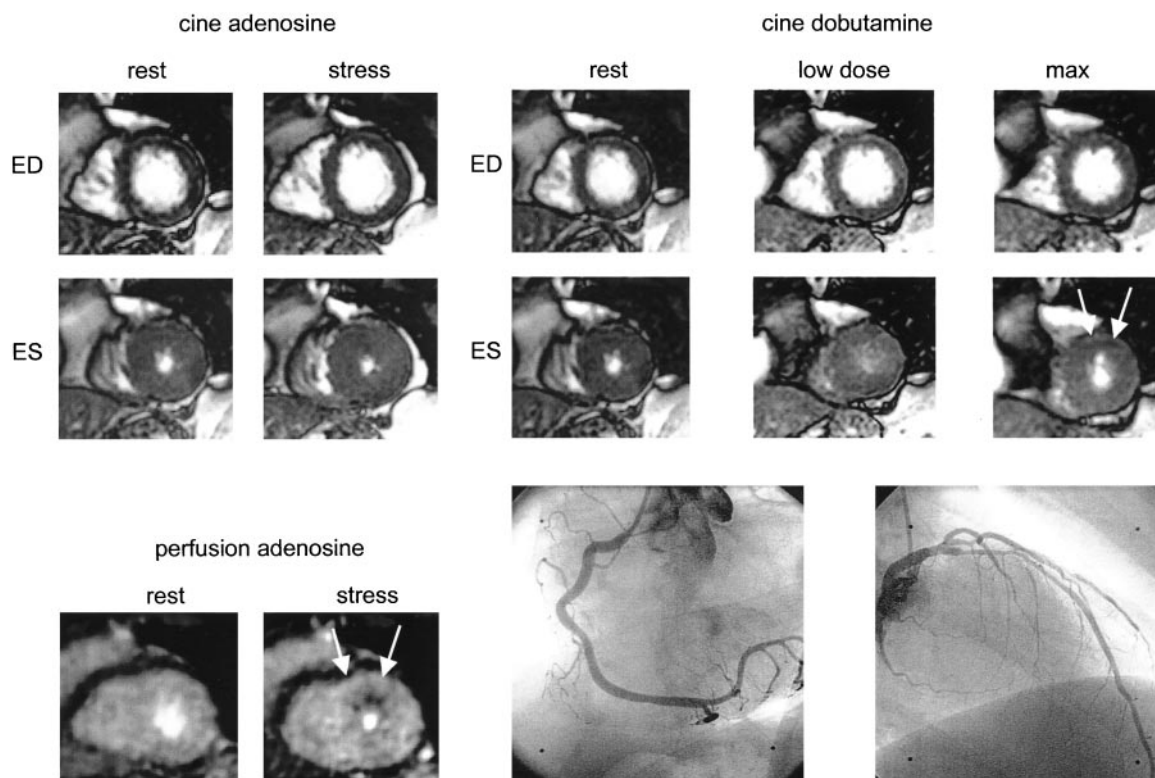 cine adenosine
cine dobutamine
rest
stress
rest
low dose
max
ED
ED
ES
ES
perfusion adenosine
rest
stress